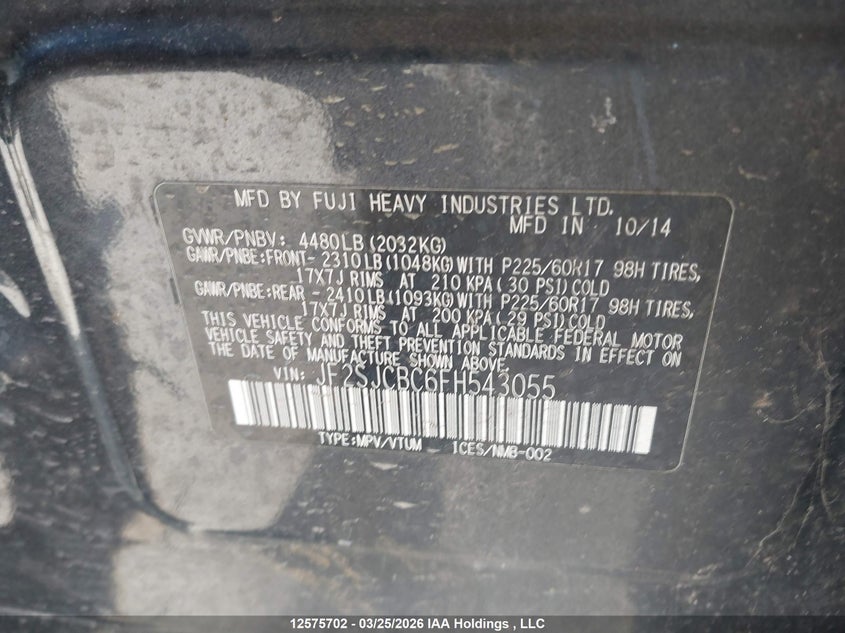 MFD BY FUJI HEAVY INDUSTRIES LTD.
MFD IN 10/14
GVWR/PNBV: 4480LB(2032KG)
GAWR/PNBE:FRONT- 2310LB(1048KG)WITH P225/60R17 98H TIRES,
17X7J RIMS AT 210 KPA(30 PSI)COLD
GAWR/PNBE:REAR - 2410LB(1093KG)WITH P225/60R17 98H TIRES,
17X7J RIMS AT 200 KPA(29 PSI)COLD
THIS VEHICLE CONFORMS TO ALL APPLICABLE FEDERAL MOTOR
VEHICLE SAFETY AND THEFT PREVENTION STANDARDS IN EFFECT ON
THE DATE OF MANUFACTURE SHOWN ABOVE.
VIN: JF2SJCBC6FH543055
TYPE:MPV/VTUM ICES/NMB-002
12575702 - 03/25/2026 IAA Holdings , LLC